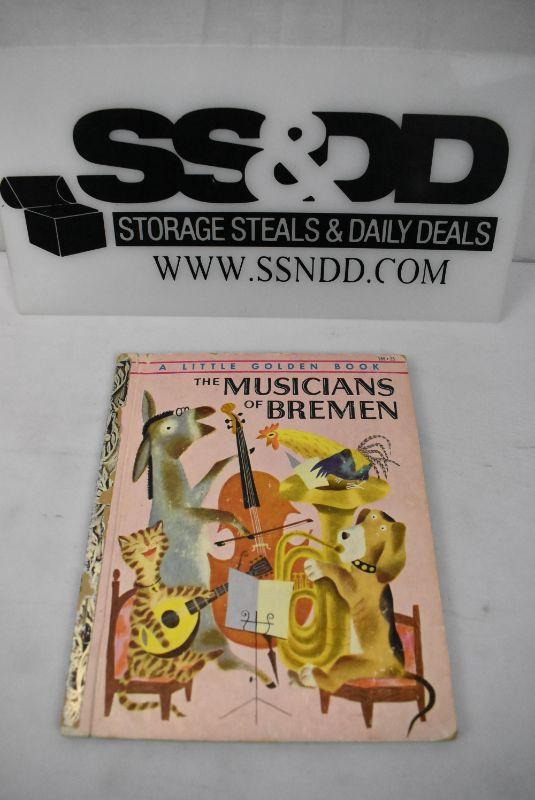 SS&DD
STORAGE STEALS & DAILY DEALS
WWW.SSNDD.COM
A LITTLE GOLDEN BOOK
THE MUSICIANS
OF BREMEN